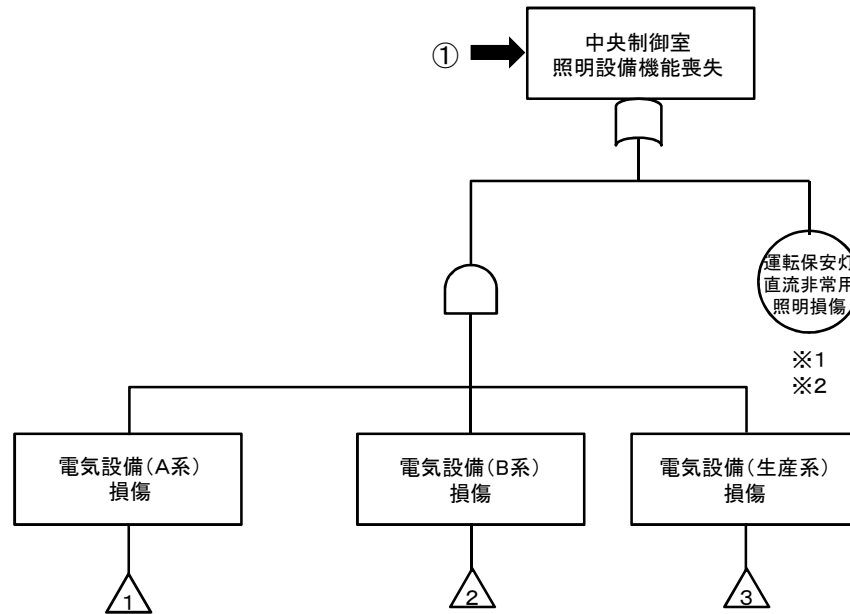 ①
中央制御室
照明設備機能喪失
運転保安灯
直流非常用
照明損傷
※1
※2
電気設備(A系)
損傷
電気設備(B系)
損傷
電気設備(生産系)
損傷
1
2
3